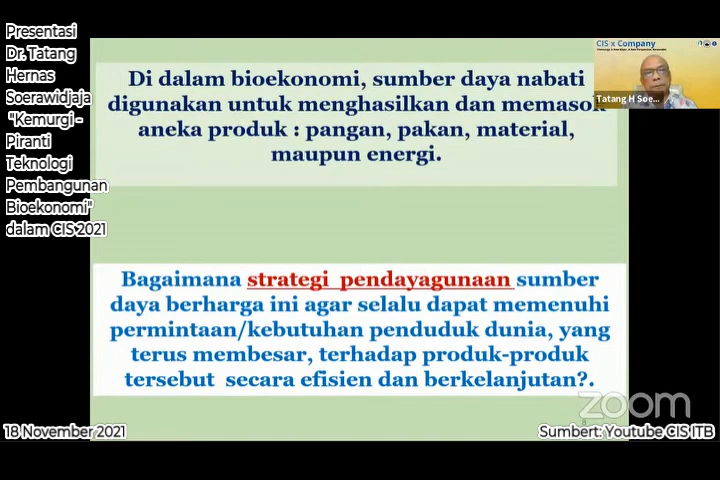 Presentasi
Dr. Tatang
Hernas
Soerawidjaja
"Kemurgi -
Piranti
Teknologi
Pembangunan
Bioekonomi"
dalam CIS 2021
Di dalam bioekonomi, sumber daya nabati
digunakan untuk menghasilkan dan memasok
aneka produk : pangan, pakan, material,
maupun energi.
CIS x Company
Tatang H Soe...
Bagaimana strategi pendayagunaan sumber
daya berharga ini agar selalu dapat memenuhi
permintaan/kebutuhan penduduk dunia, yang
terus membesar, terhadap produk-produk
tersebut secara efisien dan berkelanjutan?.
zoom
18 November 2021
Sumbert: Youtube CIS ITB